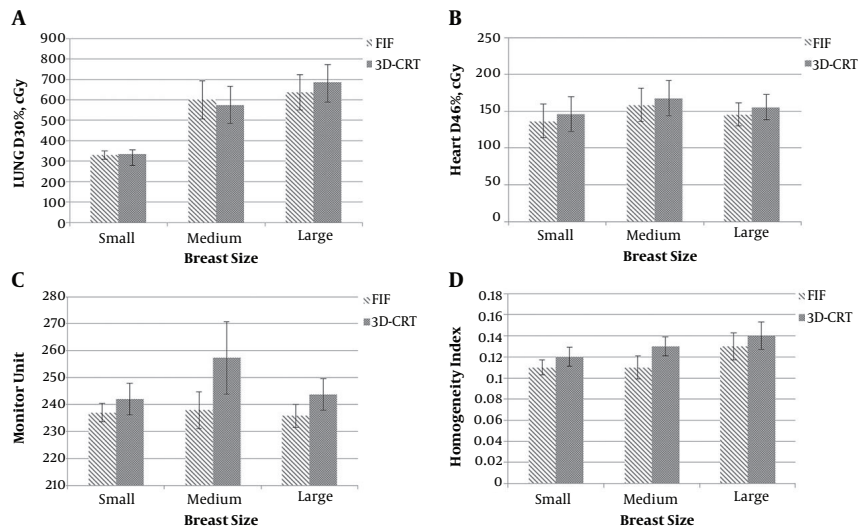 A
LUNG D30%, cGy
900
800
700
600
500
400
300
200
100
0
Small
Medium
Large
Breast Size
FIF
3D-CRT
B
Heart D46%, cGy
250
200
150
100
50
0
Small
Medium
Large
Breast Size
FIF
3D-CRT
C
Monitor Unit
280
270
260
250
240
230
220
210
Small
Medium
Large
Breast Size
FIF
3D-CRT
D
Homogeneity Index
0.18
0.16
0.14
0.12
0.1
0.08
0.06
0.04
0.02
0
Small
Medium
Large
Breast Size
FIF
3D-CRT